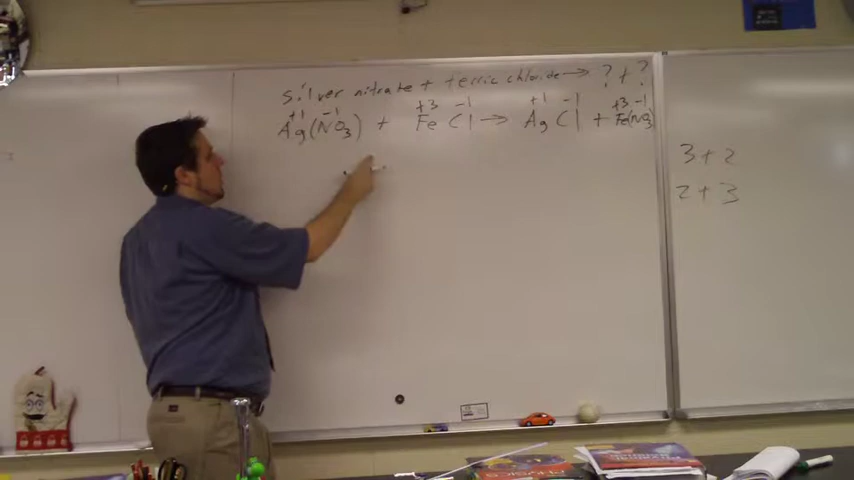 silver nitrate + ferric chloride → ? + ?
+1 -1 +3 -1 +1 -1 +3 -1
Ag(NO3) + Fe Cl → Ag Cl + Fe(NO3)
3+2
2+3